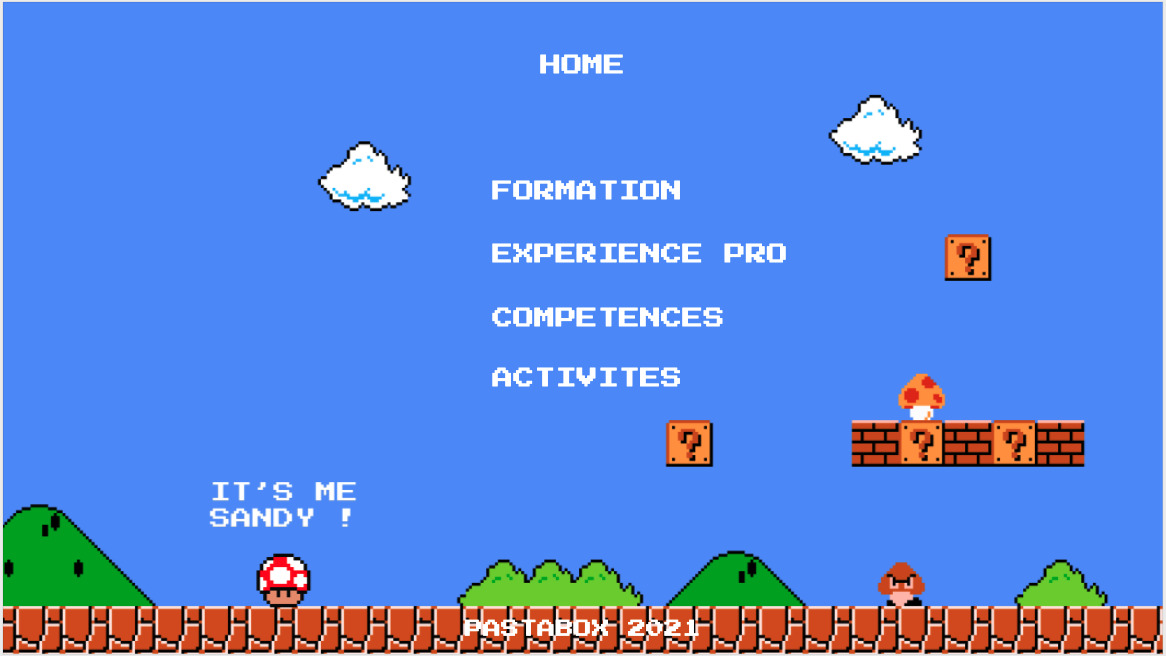 HOME
FORMATION
EXPERIENCE PRO
COMPETENCES
ACTIVITES
?
?
? ?
IT'S ME
SANDY !
PASTABOX 2021